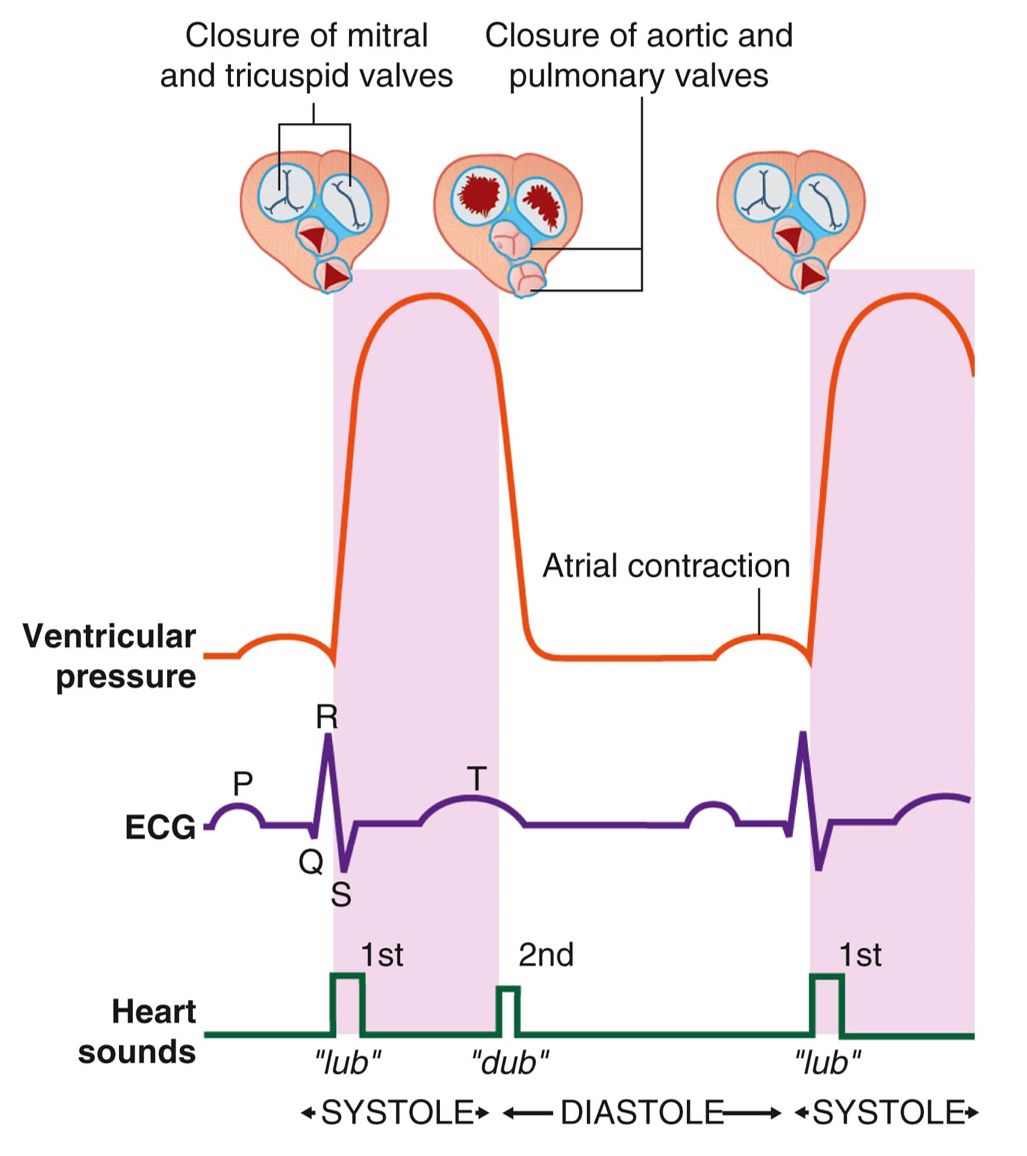 Closure of mitral
and tricuspid valves
Closure of aortic and
pulmonary valves
Atrial contraction
Ventricular
pressure
R
P
T
ECG
Q
S
1st
2nd
1st
Heart
sounds
"lub"
"dub"
"lub"
SYSTOLE
DIASTOLE
SYSTOLE